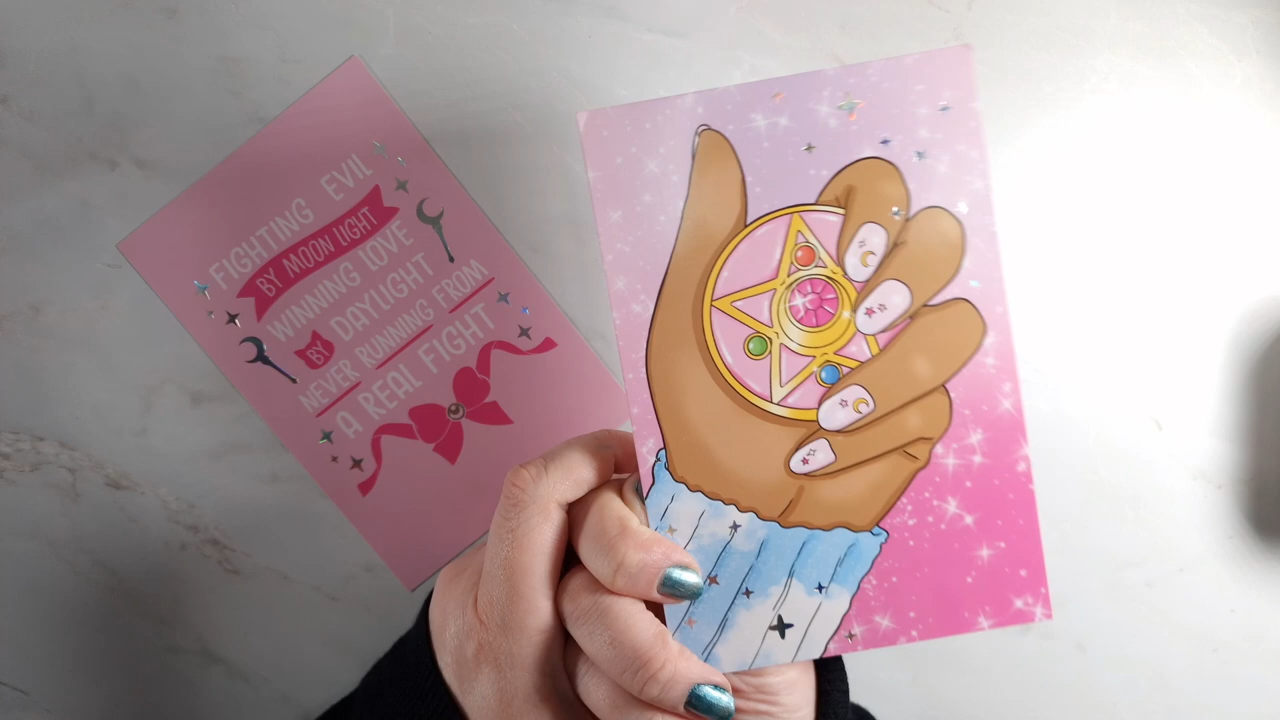 FIGHTING EVIL
BY MOON LIGHT
WINNING LOVE
BY DAYLIGHT
NEVER RUNNING FROM
A REAL FIGHT